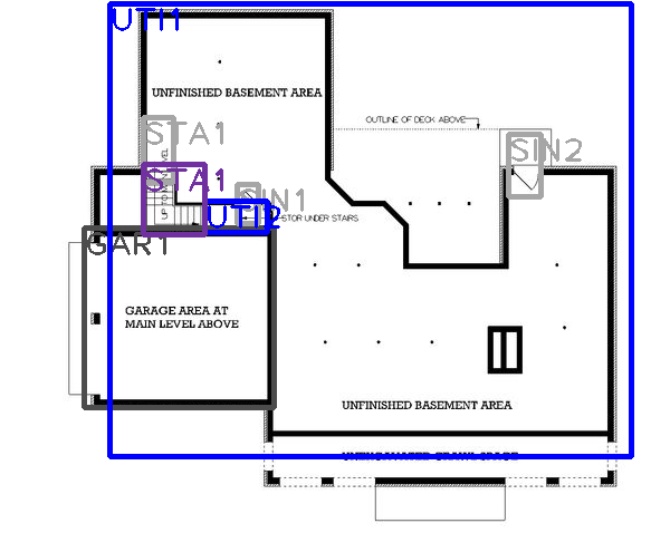 UTI1
UNFINISHED BASEMENT AREA
OUTLINE OF DECK ABOVE
STA1
SIN2
STA1
SIN1
UTI2
STOR UNDER STAIRS
GAR1
GARAGE AREA AT
MAIN LEVEL ABOVE
UNFINISHED BASEMENT AREA